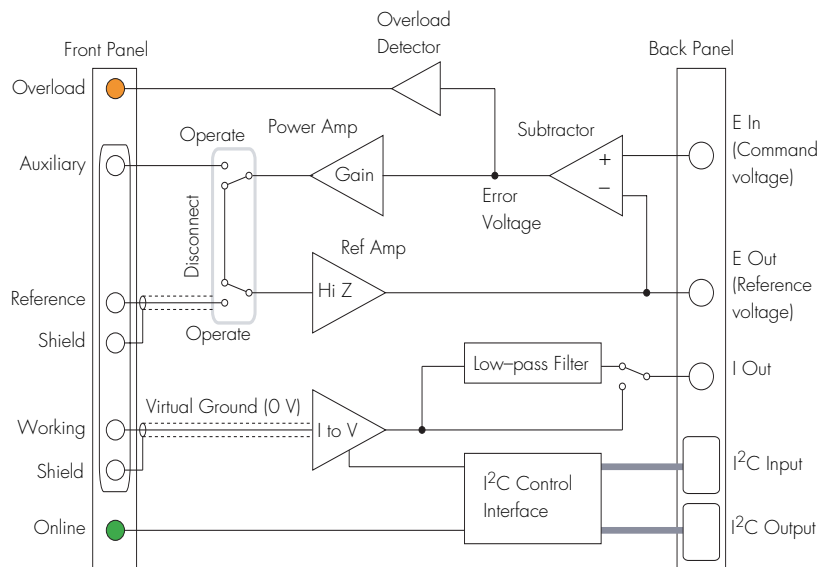 Overload
Detector
Front Panel
Back Panel
Overload
Operate
Power Amp
Subtractor
E In
(Command
voltage)
Auxiliary
Gain
+
–
Error
Voltage
Disconnect
Ref Amp
E Out
(Reference
voltage)
Reference
Hi Z
Operate
Shield
Low–pass Filter
I Out
Virtual Ground (0 V)
Working
I to V
Shield
I²C Control
Interface
I²C Input
Online
I²C Output